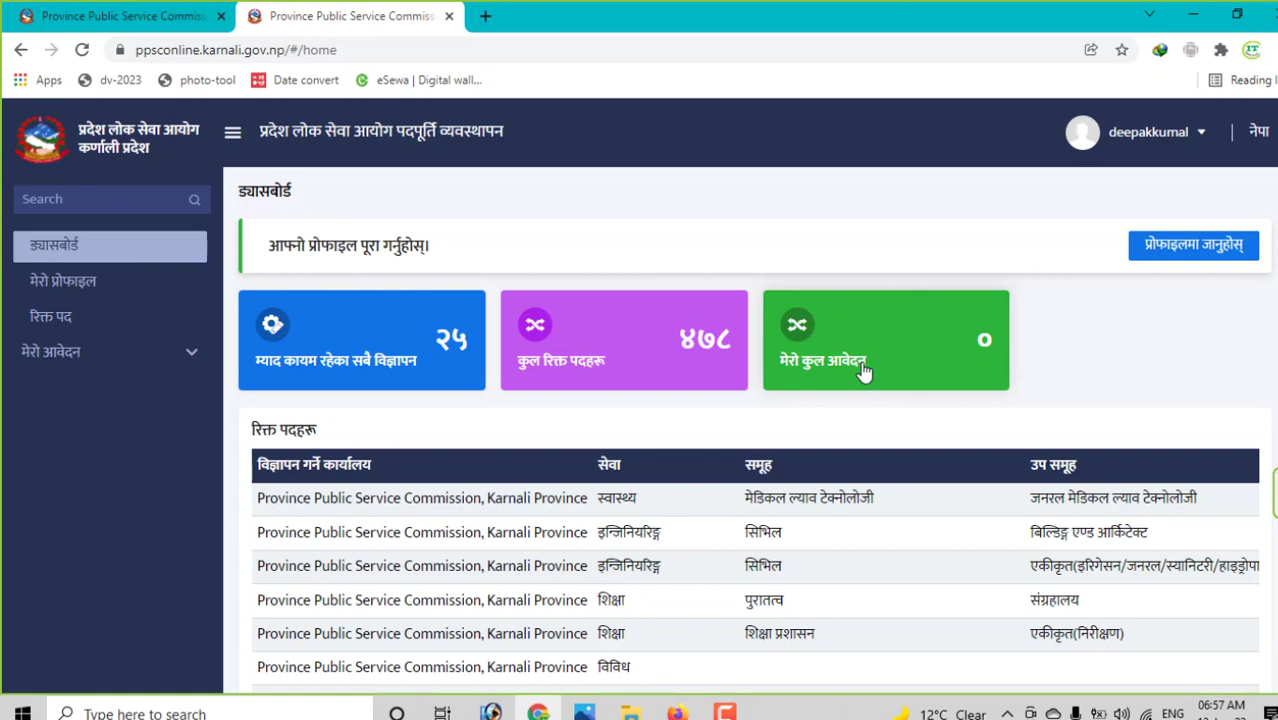 Province Public Service Commiss
Province Public Service Commiss
ppsconline.karnali.gov.np/#/home
Apps dv-2023 photo-tool Date convert eSewa | Digital wall... Reading l
प्रदेश लोक सेवा आयोग
कर्णाली प्रदेश
प्रदेश लोक सेवा आयोग पदपूर्ति व्यवस्थापन
deepakkumal
नेपा
Search
ड्यासबोर्ड
मेरो प्रोफाइल
रिक्त पद
मेरो आवेदन
ड्यासबोर्ड
आफ्नो प्रोफाइल पूरा गर्नुहोस्।
प्रोफाइलमा जानुहोस्
२५
म्याद कायम रहेका सबै विज्ञापन
४७८
कुल रिक्त पदहरू
०
मेरो कुल आवेदन
रिक्त पदहरू
विज्ञापन गर्ने कार्यालय सेवा समूह उप समूह
Province Public Service Commission, Karnali Province स्वास्थ्य मेडिकल ल्याव टेक्नोलोजी जनरल मेडिकल ल्याव टेक्नोलोजी
Province Public Service Commission, Karnali Province इन्जिनियरिङ्ग सिभिल बिल्डिङ्ग एण्ड आर्किटेक्ट
Province Public Service Commission, Karnali Province इन्जिनियरिङ्ग सिभिल एकीकृत(इरिगेसन/जनरल/स्यानिटरी/हाइड्रोपा
Province Public Service Commission, Karnali Province शिक्षा पुरातत्व संग्रहालय
Province Public Service Commission, Karnali Province शिक्षा शिक्षा प्रशासन एकीकृत(निरीक्षण)
Province Public Service Commission, Karnali Province विविध
Type here to search
12°C Clear
ENG
06:57 AM